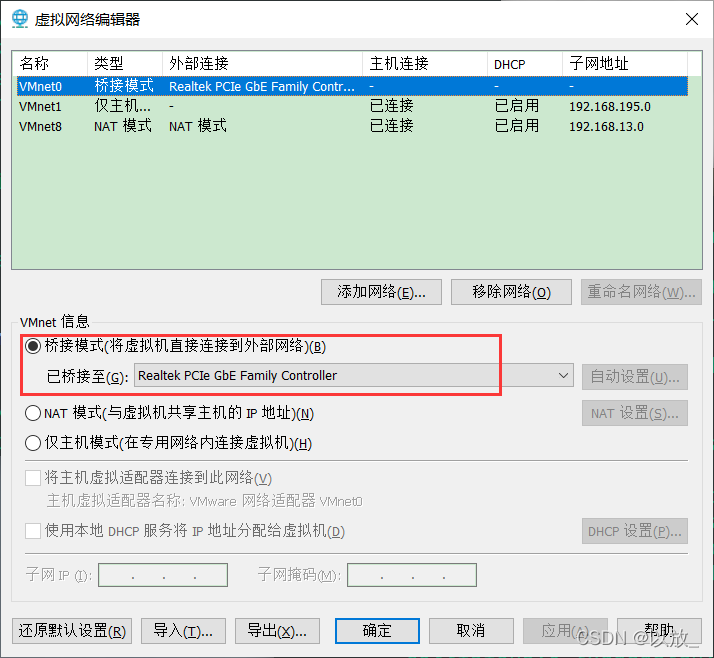 虚拟网络编辑器
名称 类型 外部连接 主机连接 DHCP 子网地址
VMnet0 桥接模式 Realtek PCIe GbE Family Contr... - - -
VMnet1 仅主机... - 已连接 已启用 192.168.195.0
VMnet8 NAT 模式 NAT 模式 已连接 已启用 192.168.13.0
添加网络(E)... 移除网络(O) 重命名网络(W)...
VMnet 信息
桥接模式(将虚拟机直接连接到外部网络)(B)
已桥接至(G): Realtek PCIe GbE Family Controller 自动设置(U)...
NAT 模式(与虚拟机共享主机的 IP 地址)(N) NAT 设置(S)...
仅主机模式(在专用网络内连接虚拟机)(H)
将主机虚拟适配器连接到此网络(V)
主机虚拟适配器名称: VMware 网络适配器 VMnet0
使用本地 DHCP 服务将 IP 地址分配给虚拟机(D) DHCP 设置(P)...
子网 IP (I): . . . 子网掩码(M): . . .
还原默认设置(R) 导入(T)... 导出(X)... 确定 取消 应用(A) 帮助
CSDN @以放_